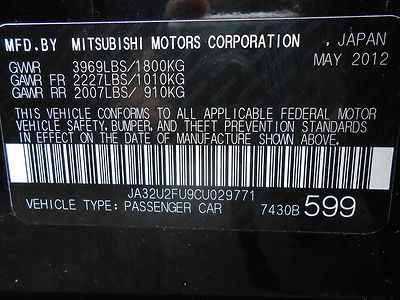 MFD.BY MITSUBISHI MOTORS CORPORATION , JAPAN
MAY 2012
GVWR 3969LBS/1800KG
GAWR FR 2227LBS/1010KG
GAWR RR 2007LBS/ 910KG
THIS VEHICLE CONFORMS TO ALL APPLICABLE FEDERAL MOTOR
VEHICLE SAFETY, BUMPER, AND THEFT PREVENTION STANDARDS
IN EFFECT ON THE DATE OF MANUFACTURE SHOWN ABOVE.
JA32U2FU9CU029771
VEHICLE TYPE: PASSENGER CAR 7430B 599